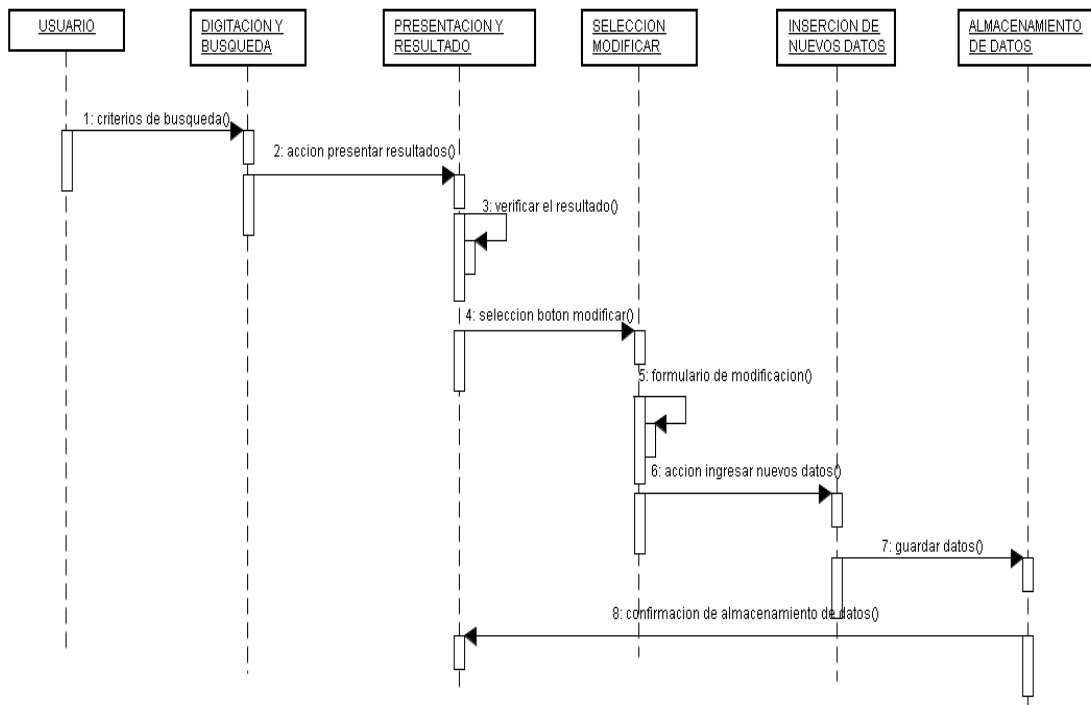 USUARIO
DIGITACION Y
BUSQUEDA
PRESENTACION Y
RESULTADO
SELECCION
MODIFICAR
INSERCION DE
NUEVOS DATOS
ALMACENAMIENTO
DE DATOS
1: criterios de busqueda()
2: accion presentar resultados()
3: verificar el resultado()
4: seleccion boton modificar()
5: formulario de modificacion()
6: accion ingresar nuevos datos()
7: guardar datos()
8: confirmacion de almacenamiento de datos()